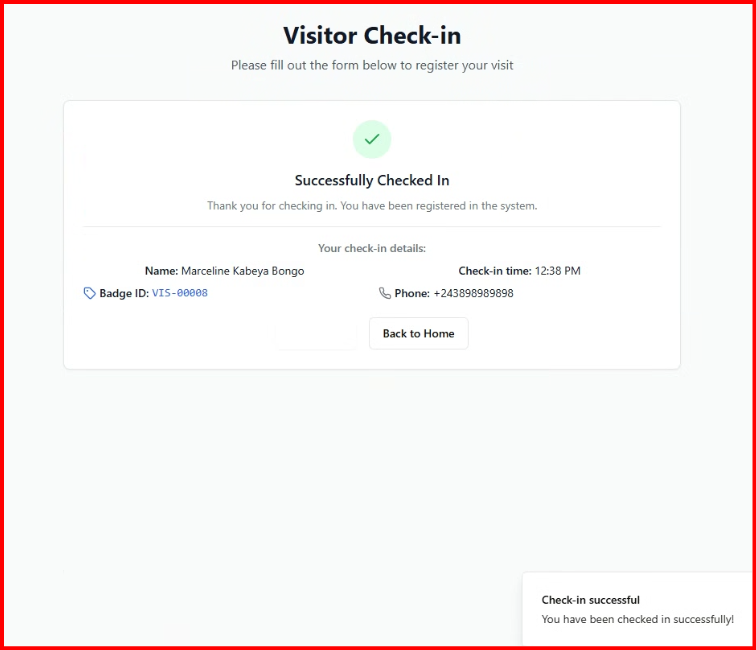 Visitor Check-in
Please fill out the form below to register your visit
Successfully Checked In
Thank you for checking in. You have been registered in the system.
Your check-in details:
Name: Marceline Kabeya Bongo
Check-in time: 12:38 PM
Badge ID: VIS-00008
Phone: +243898989898
Back to Home
Check-in successful
You have been checked in successfully!